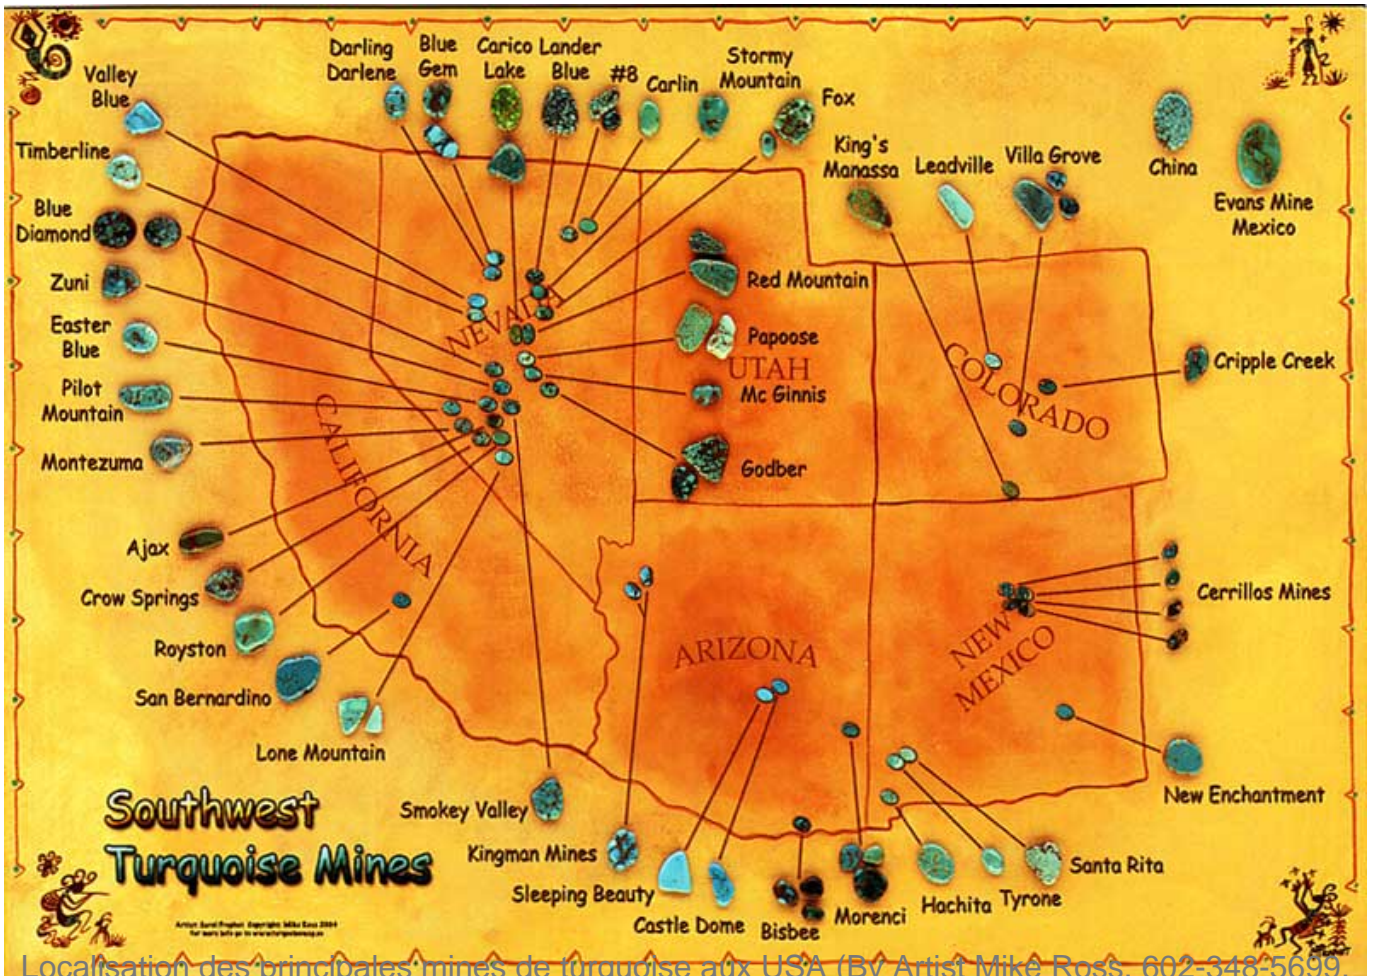 Darling
Darlene
Blue
Gem
Carico
Lake
Lander
Blue
#8
Carlin
Stormy
Mountain
Fox
Valley
Blue
Timberline
Blue
Diamond
Zuni
Easter
Blue
Pilot
Mountain
Montezuma
Ajax
Crow Springs
Royston
San Bernardino
Lone Mountain
King's
Manassa
Leadville
Villa Grove
China
Evans Mine
Mexico
Red Mountain
Papoose
Mc Ginnis
Godber
Cripple Creek
NEVADA
UTAH
COLORADO
CALIFORNIA
ARIZONA
NEW
MEXICO
Cerrillos Mines
New Enchantment
Smokey Valley
Kingman Mines
Sleeping Beauty
Castle Dome
Bisbee
Morenci
Hachita
Tyrone
Santa Rita
Southwest
Turquoise Mines
Localisation des principales mines de turquoise aux USA (By Artist Mike Ross, 602-348-5699